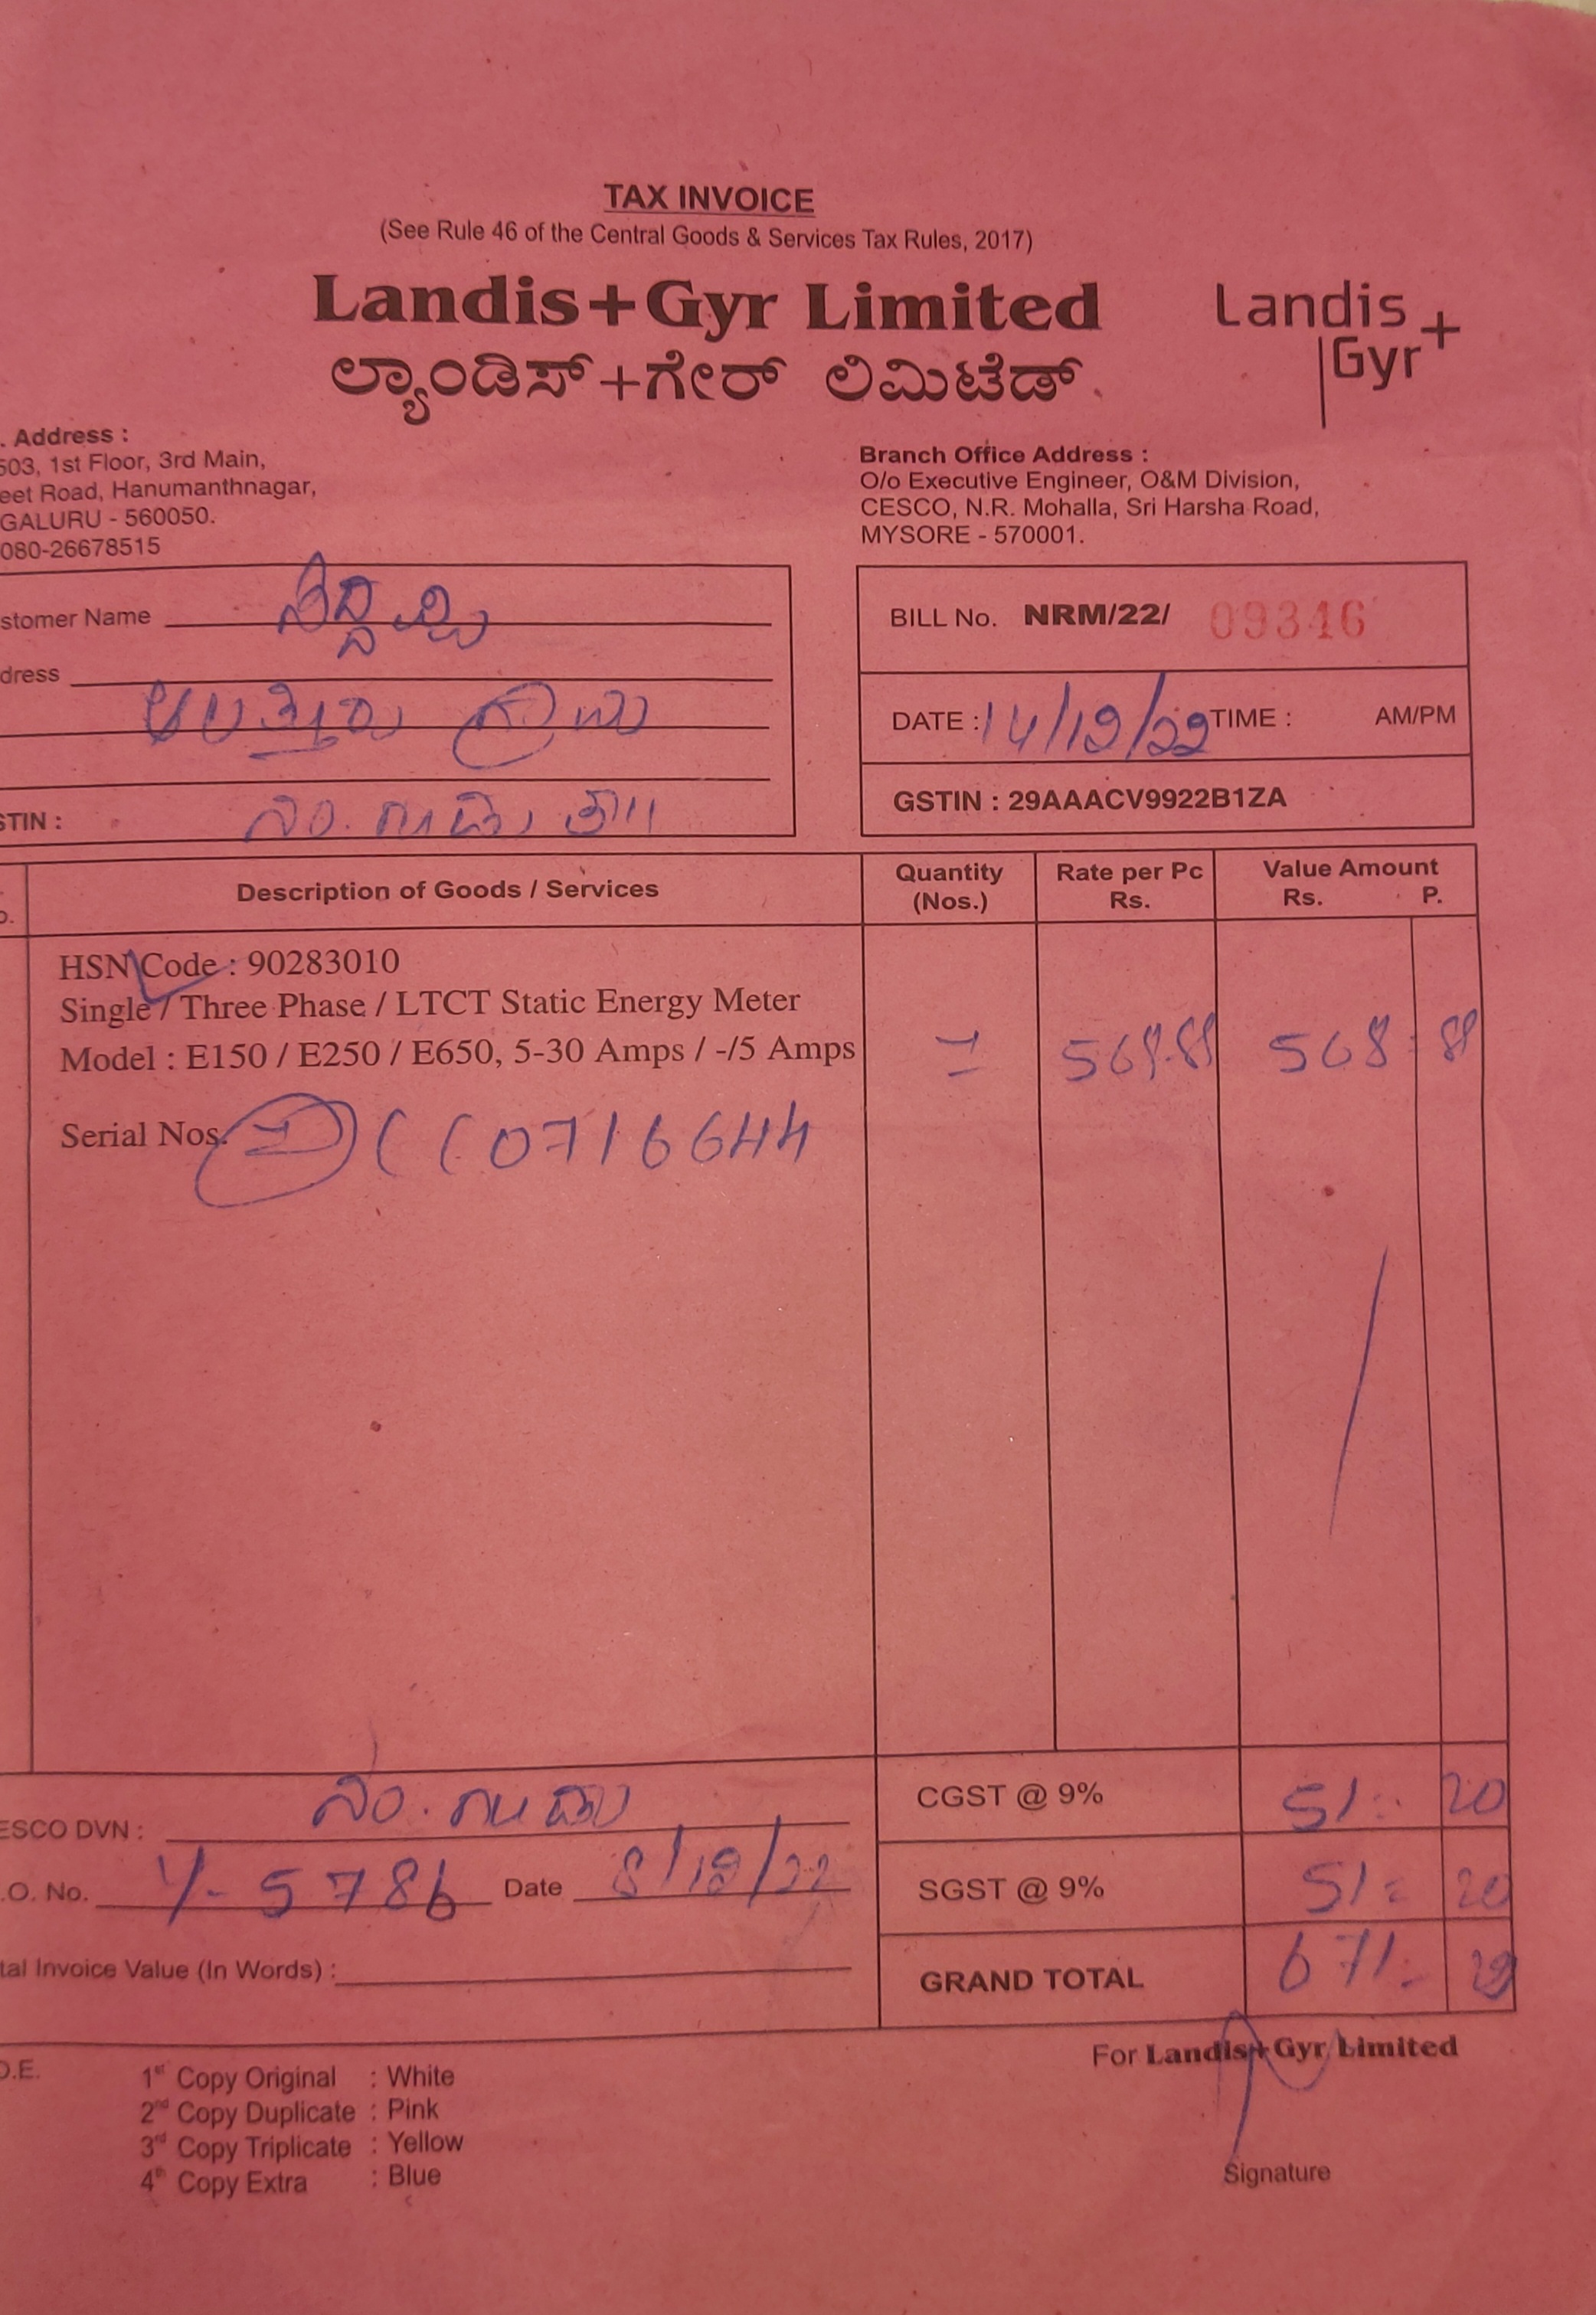 TAX INVOICE
(See Rule 46 of the Central Goods & Services Tax Rules, 2017)
Landis+Gyr Limited
ಲ್ಯಾಂಡಿಸ್+ಗೇರ್ ಲಿಮಿಟೆಡ್
Landis
Gyr+
. Address :
503, 1st Floor, 3rd Main,
eet Road, Hanumanthnagar,
GALURU - 560050.
080-26678515
Branch Office Address :
O/o Executive Engineer, O&M Division,
CESCO, N.R. Mohalla, Sri Harsha Road,
MYSORE - 570001.
stomer Name
dress
STIN :
BILL No. NRM/22/ 09346
DATE : 14/12/22 TIME : AM/PM
GSTIN : 29AAACV9922B1ZA
Description of Goods / Services
Quantity
(Nos.)
Rate per Pc
Rs.
Value Amount
Rs. P.
HSN Code : 90283010
Single / Three Phase / LTCT Static Energy Meter
Model : E150 / E250 / E650, 5-30 Amps / -/5 Amps
568.81 568 81
Serial Nos. 0716644
ESCO DVN :
.O. No. 5786 Date 8/12/22
tal Invoice Value (In Words) :
CGST @ 9% 51 20
SGST @ 9% 51 20
GRAND TOTAL 671
O.E.
1st Copy Original : White
2nd Copy Duplicate : Pink
3rd Copy Triplicate : Yellow
4th Copy Extra : Blue
For Landis+Gyr Limited
Signature